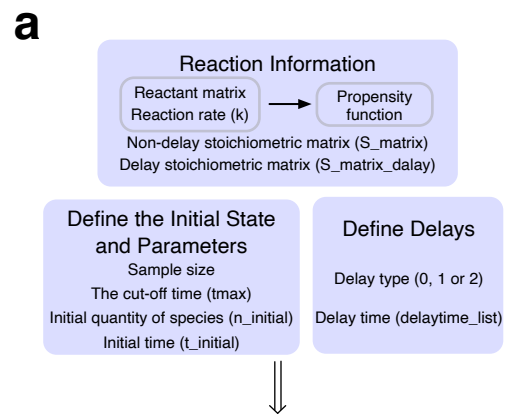 a
Reaction Information
Reactant matrix
Reaction rate (k)
Propensity
function
Non-delay stoichiometric matrix (S_matrix)
Delay stoichiometric matrix (S_matrix_dalay)
Define the Initial State
and Parameters
Sample size
The cut-off time (tmax)
Initial quantity of species (n_initial)
Initial time (t_initial)
Define Delays
Delay type (0, 1 or 2)
Delay time (delaytime_list)